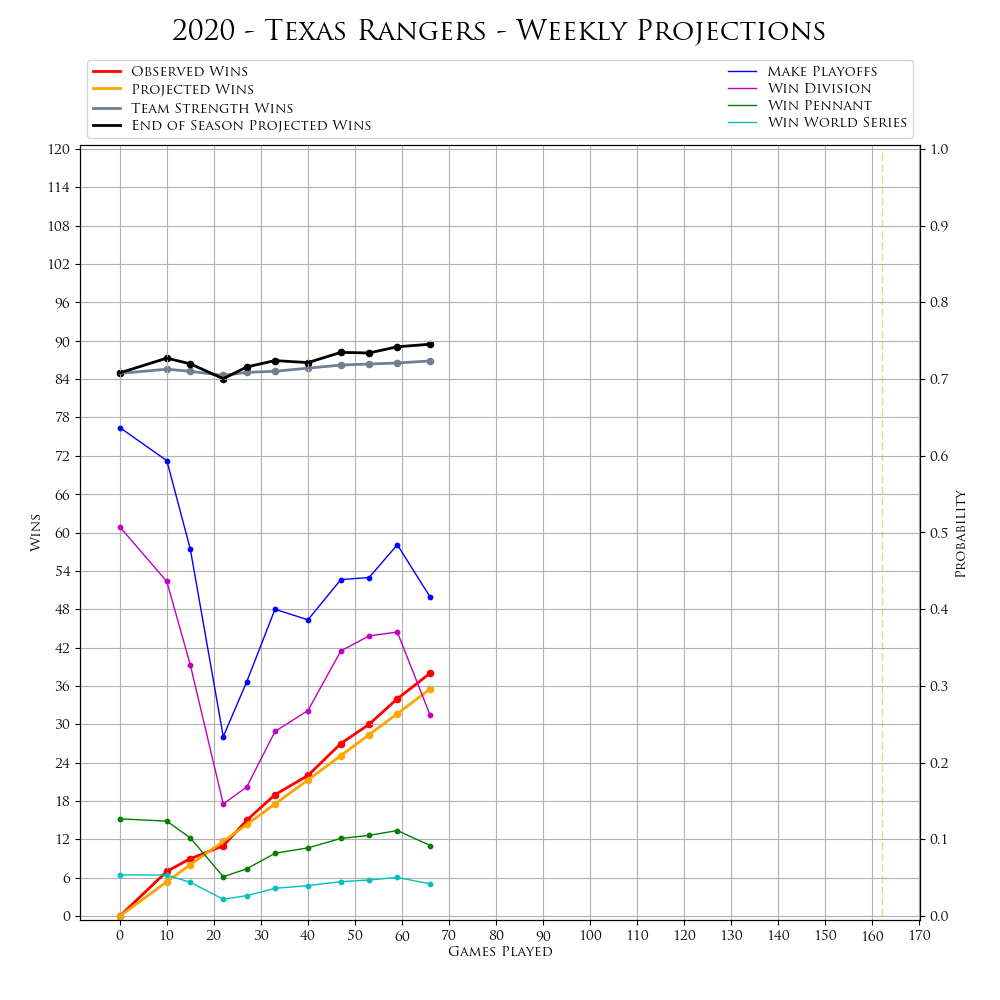 2020 - Texas Rangers - Weekly Projections
Observed Wins
Projected Wins
Team Strength Wins
End of Season Projected Wins
Make Playoffs
Win Division
Win Pennant
Win World Series
120
114
108
102
96
90
84
78
72
66
60
54
48
42
36
30
24
18
12
6
0
Wins
1.0
0.9
0.8
0.7
0.6
0.5
0.4
0.3
0.2
0.1
0.0
Probability
0 10 20 30 40 50 60 70 80 90 100 110 120 130 140 150 160 170
Games Played